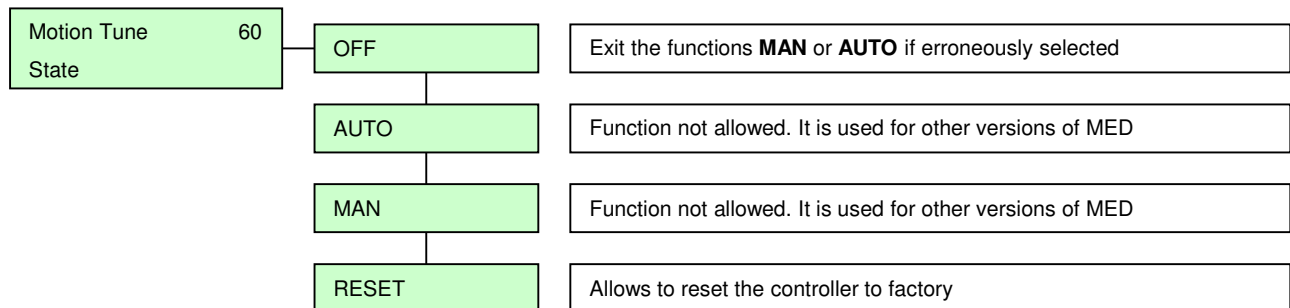 Motion Tune 60
State
OFF
Exit the functions MAN or AUTO if erroneously selected
AUTO
Function not allowed. It is used for other versions of MED
MAN
Function not allowed. It is used for other versions of MED
RESET
Allows to reset the controller to factory